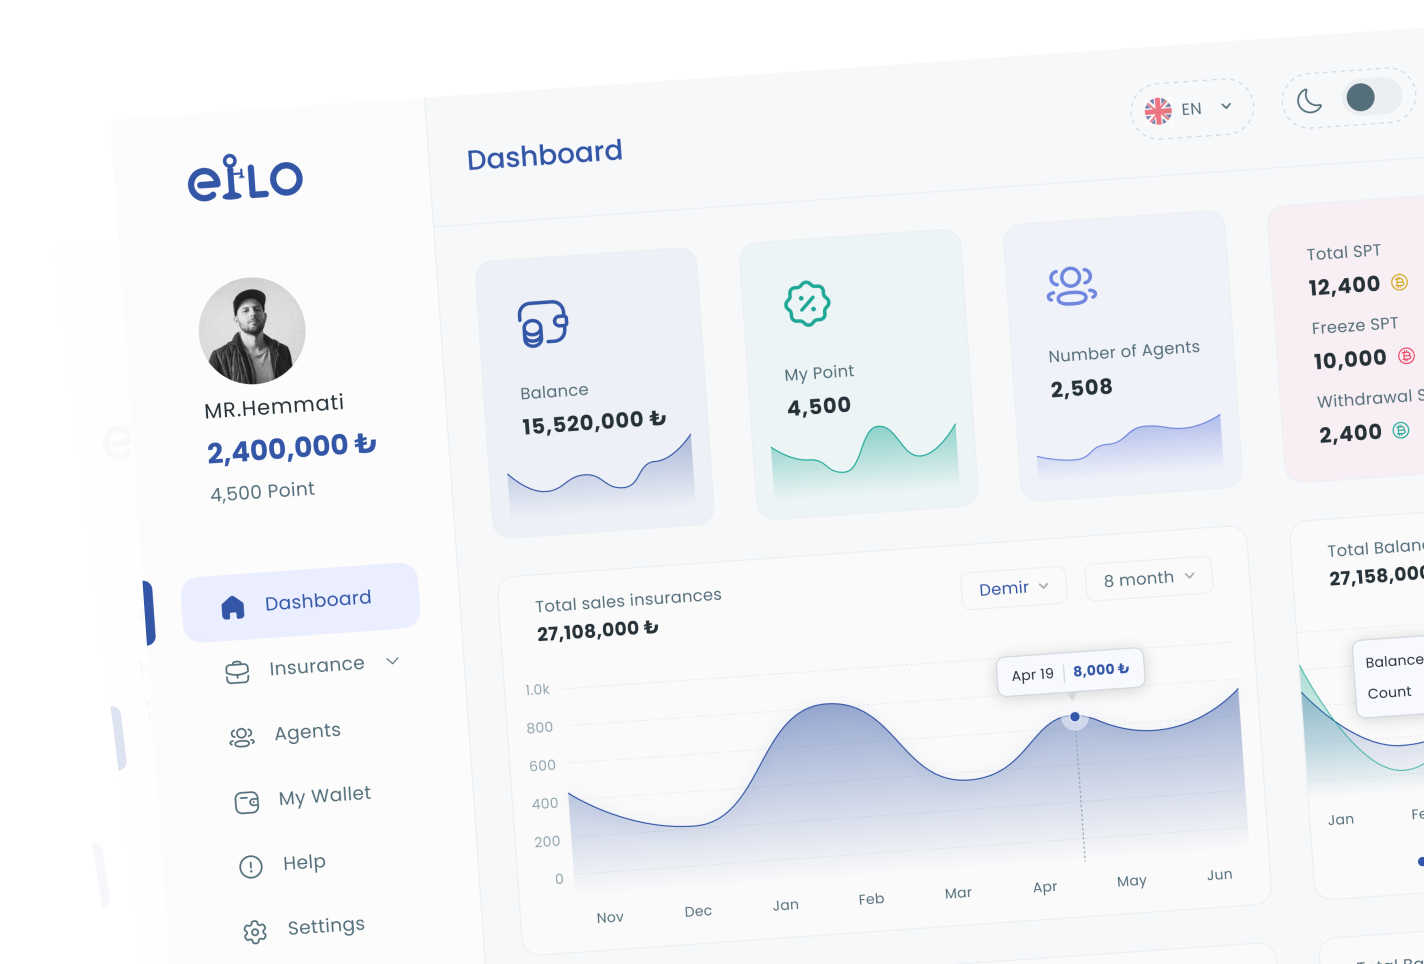 eiLO
Dashboard
EN
MR.Hemmati
2,400,000 ₺
4,500 Point
Dashboard
Insurance
Agents
My Wallet
Help
Settings
Balance
15,520,000 ₺
My Point
4,500
Number of Agents
2,508
Total SPT
12,400
Freeze SPT
10,000
Withdrawal S
2,400
Total sales insurances
27,108,000 ₺
Demir
8 month
Apr 19 8,000 ₺
1.0k
800
600
400
200
0
Nov Dec Jan Feb Mar Apr May Jun
Total Balan
27,158,000
Balance
Count
Jan Fe
Total Ba